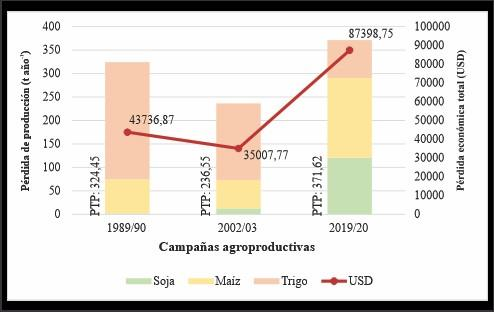 400
350
300
250
200
150
100
50
0
Pérdida de producción (t año⁻¹)
100000
90000
80000
70000
60000
50000
40000
30000
20000
10000
0
Pérdida económica total (USD)
43736,87
35007,77
87398,75
PTP: 324,45
PTP: 236,55
PTP: 371,62
1989/90
2002/03
2019/20
Campañas agroproductivas
Soja
Maíz
Trigo
USD